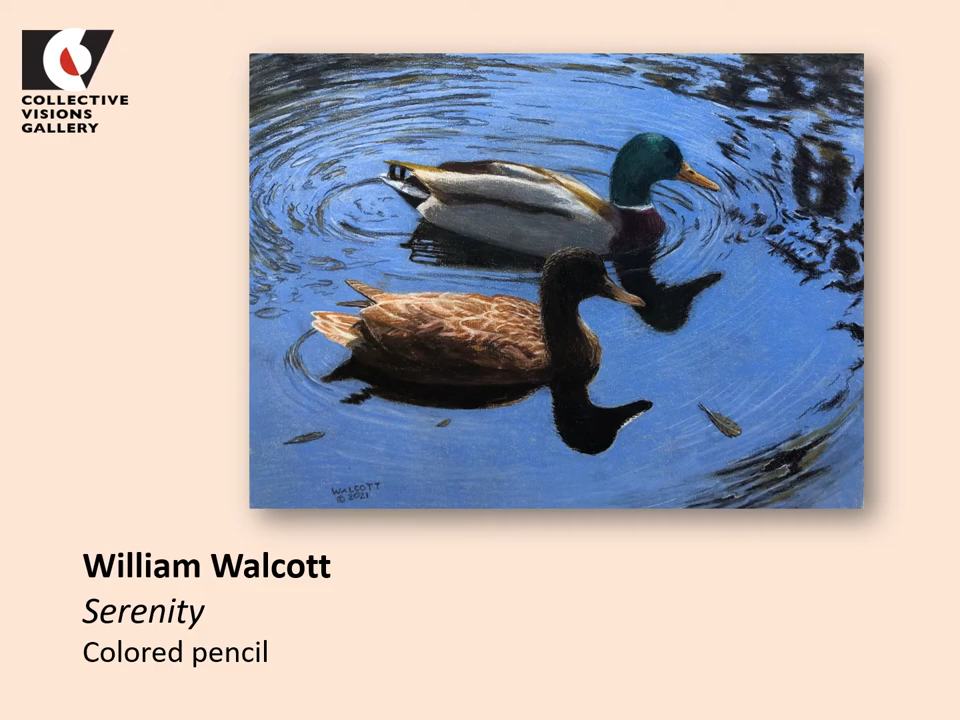 COLLECTIVE
VISIONS
GALLERY
WALCOTT
© 2021
William Walcott
Serenity
Colored pencil